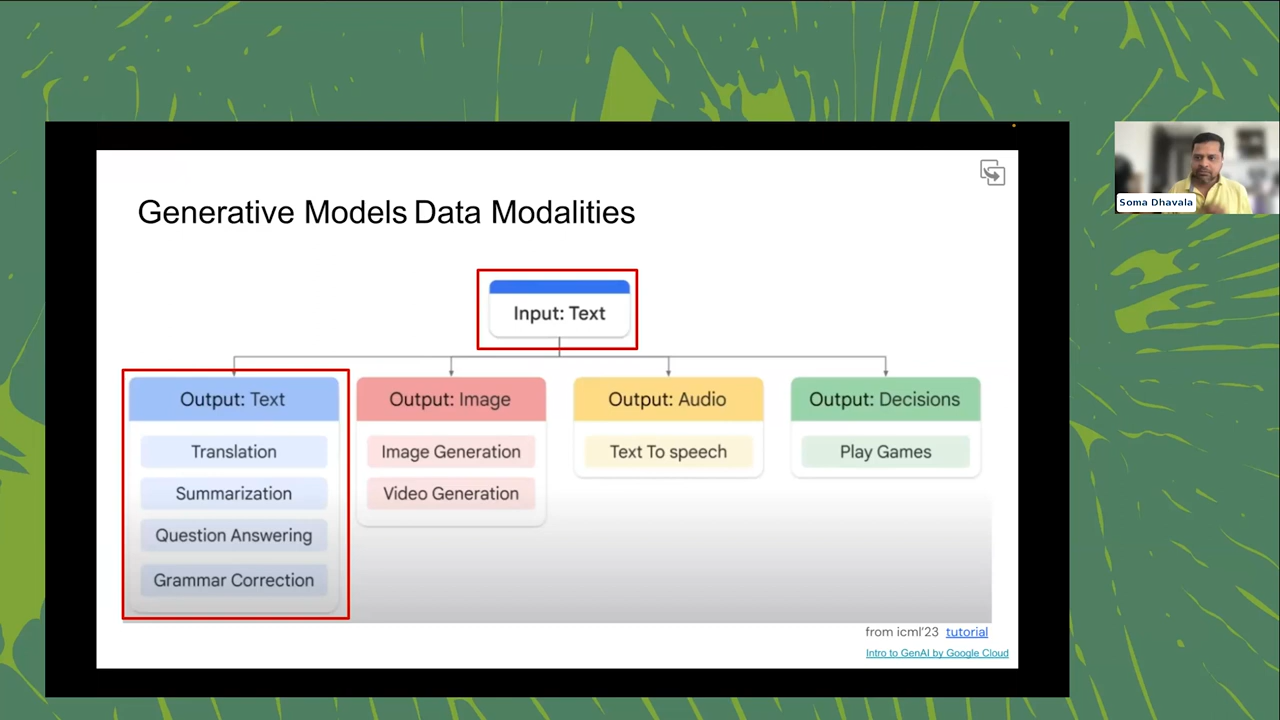 Generative Models Data Modalities
Soma Dhavala
Input: Text
Output: Text
Translation
Summarization
Question Answering
Grammar Correction
Output: Image
Image Generation
Video Generation
Output: Audio
Text To speech
Output: Decisions
Play Games
from icml'23 tutorial
Intro to GenAI by Google Cloud